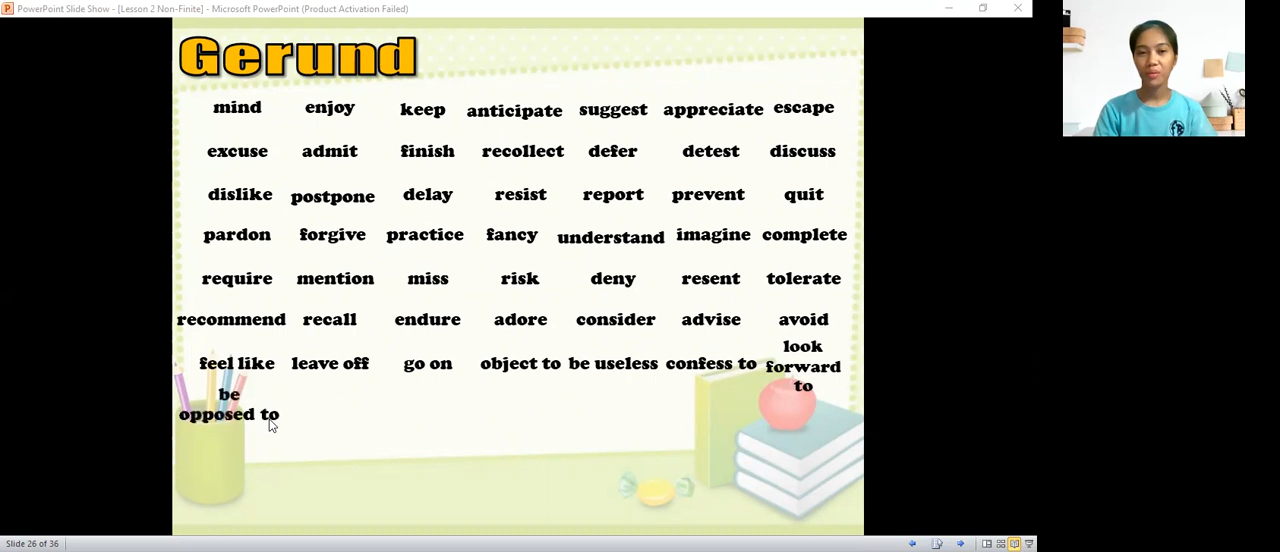 PowerPoint Slide Show - [Lesson 2 Non-Finite] - Microsoft PowerPoint (Product Activation Failed)
Gerund
mind enjoy keep anticipate suggest appreciate escape
excuse admit finish recollect defer detest discuss
dislike postpone delay resist report prevent quit
pardon forgive practice fancy understand imagine complete
require mention miss risk deny resent tolerate
recommend recall endure adore consider advise avoid
feel like leave off go on object to be useless confess to look
forward
to
be
opposed to
Slide 26 of 36